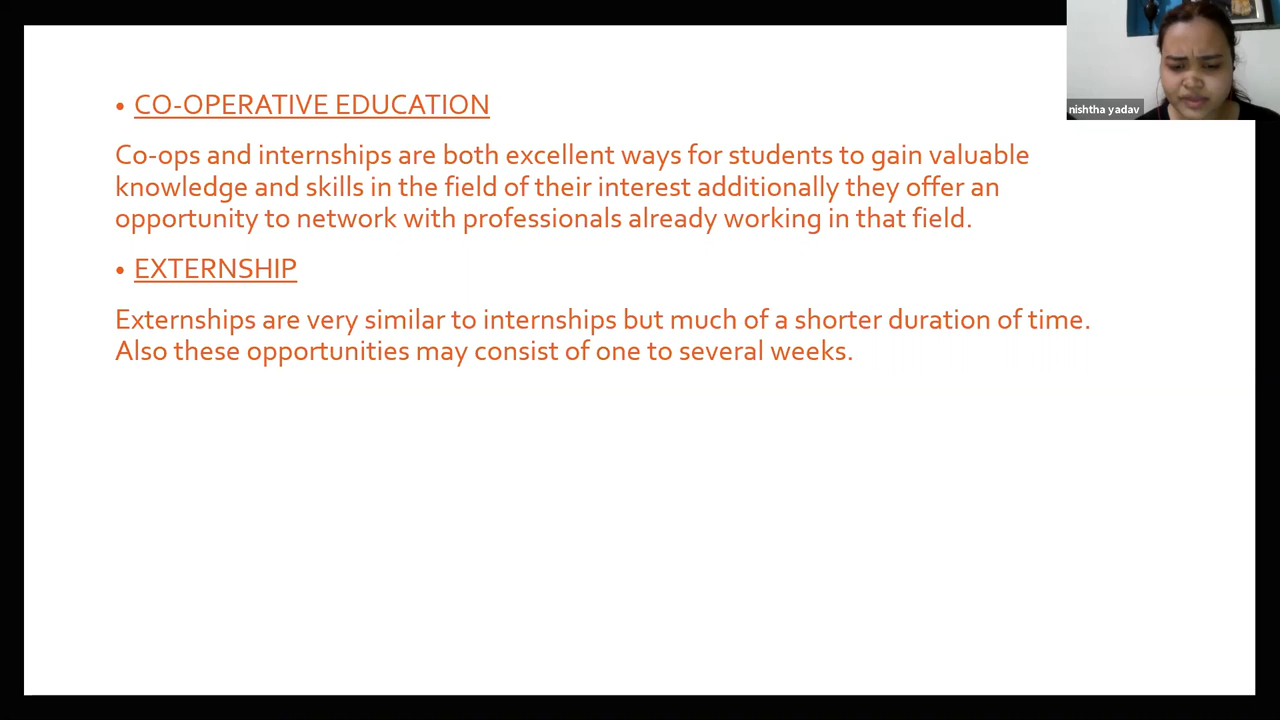 • CO-OPERATIVE EDUCATION
Co-ops and internships are both excellent ways for students to gain valuable
knowledge and skills in the field of their interest additionally they offer an
opportunity to network with professionals already working in that field.
• EXTERNSHIP
Externships are very similar to internships but much of a shorter duration of time.
Also these opportunities may consist of one to several weeks.
nishtha yadav